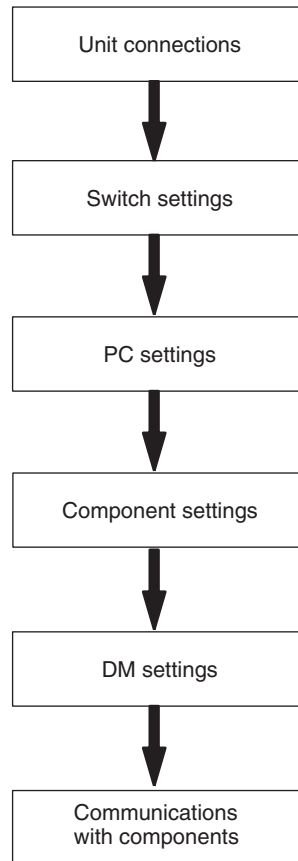 Unit connections
Switch settings
PC settings
Component settings
DM settings
Communications
with components